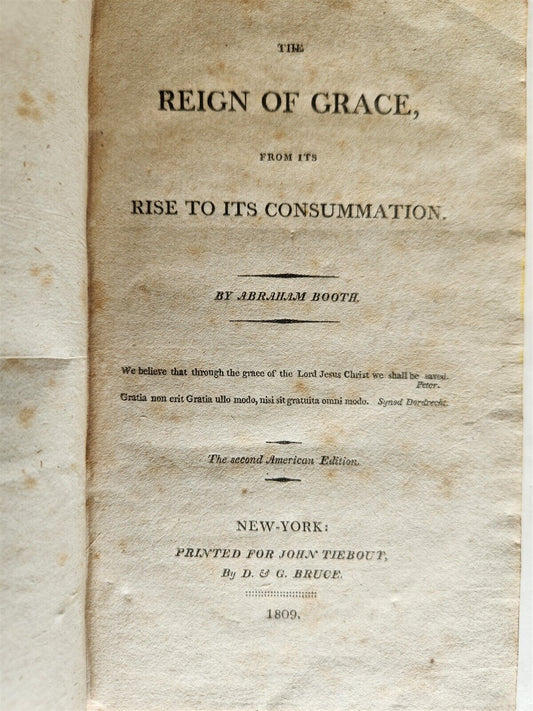 THE
REIGN OF GRACE,
FROM ITS
RISE TO ITS CONSUMMATION.
BY ABRAHAM BOOTH.
We believe that through the grace of the Lord Jesus Christ we shall be saved.
Peter.
Gratia non erit Gratia ullo modo, nisi sit gratuita omni modo. Synod Dordrecht.
The second American Edition.
NEW-YORK:
PRINTED FOR JOHN TIEBOUT,
By D. & G. BRUCE.
1809.